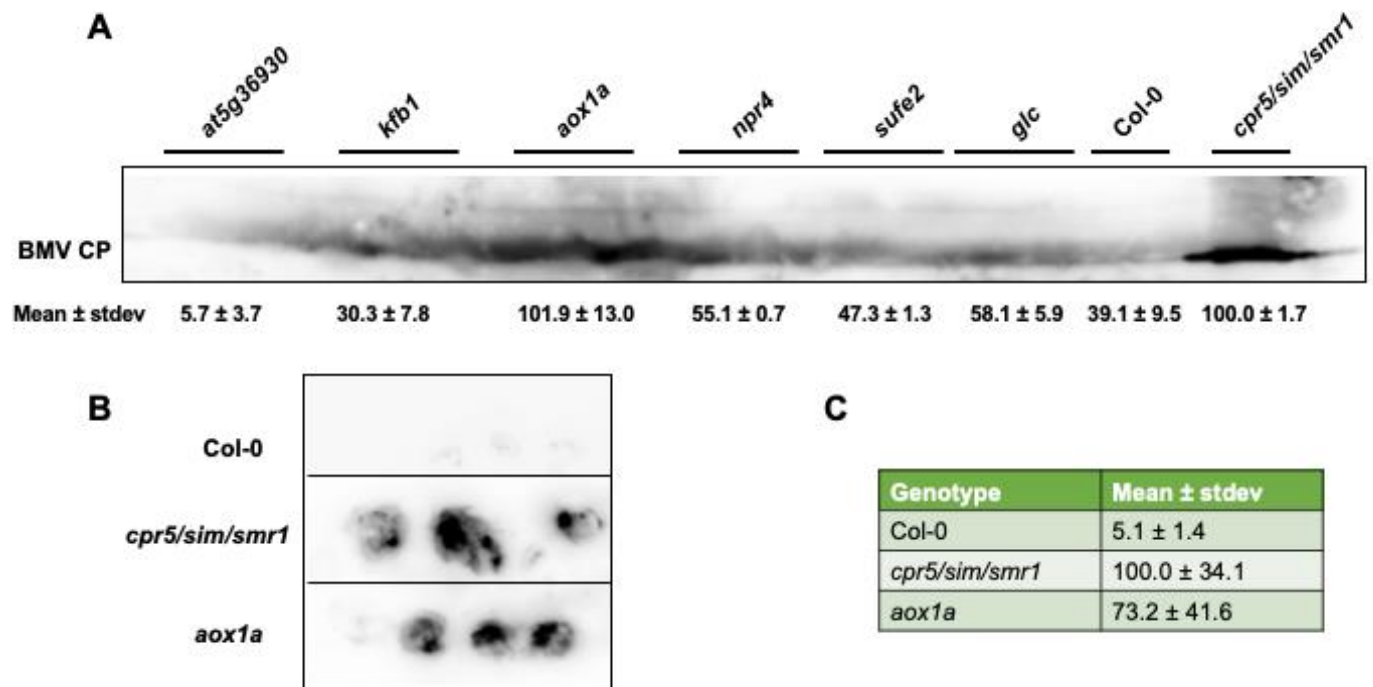 A
at5g36930 kfb1 aox1a npr4 sufe2 glc Col-0 cpr5/sim/smr1
BMV CP
Mean ± stdev 5.7 ± 3.7 30.3 ± 7.8 101.9 ± 13.0 55.1 ± 0.7 47.3 ± 1.3 58.1 ± 5.9 39.1 ± 9.5 100.0 ± 1.7
B
Col-0
cpr5/sim/smr1
aox1a
C
Genotype Mean ± stdev
Col-0 5.1 ± 1.4
cpr5/sim/smr1 100.0 ± 34.1
aox1a 73.2 ± 41.6